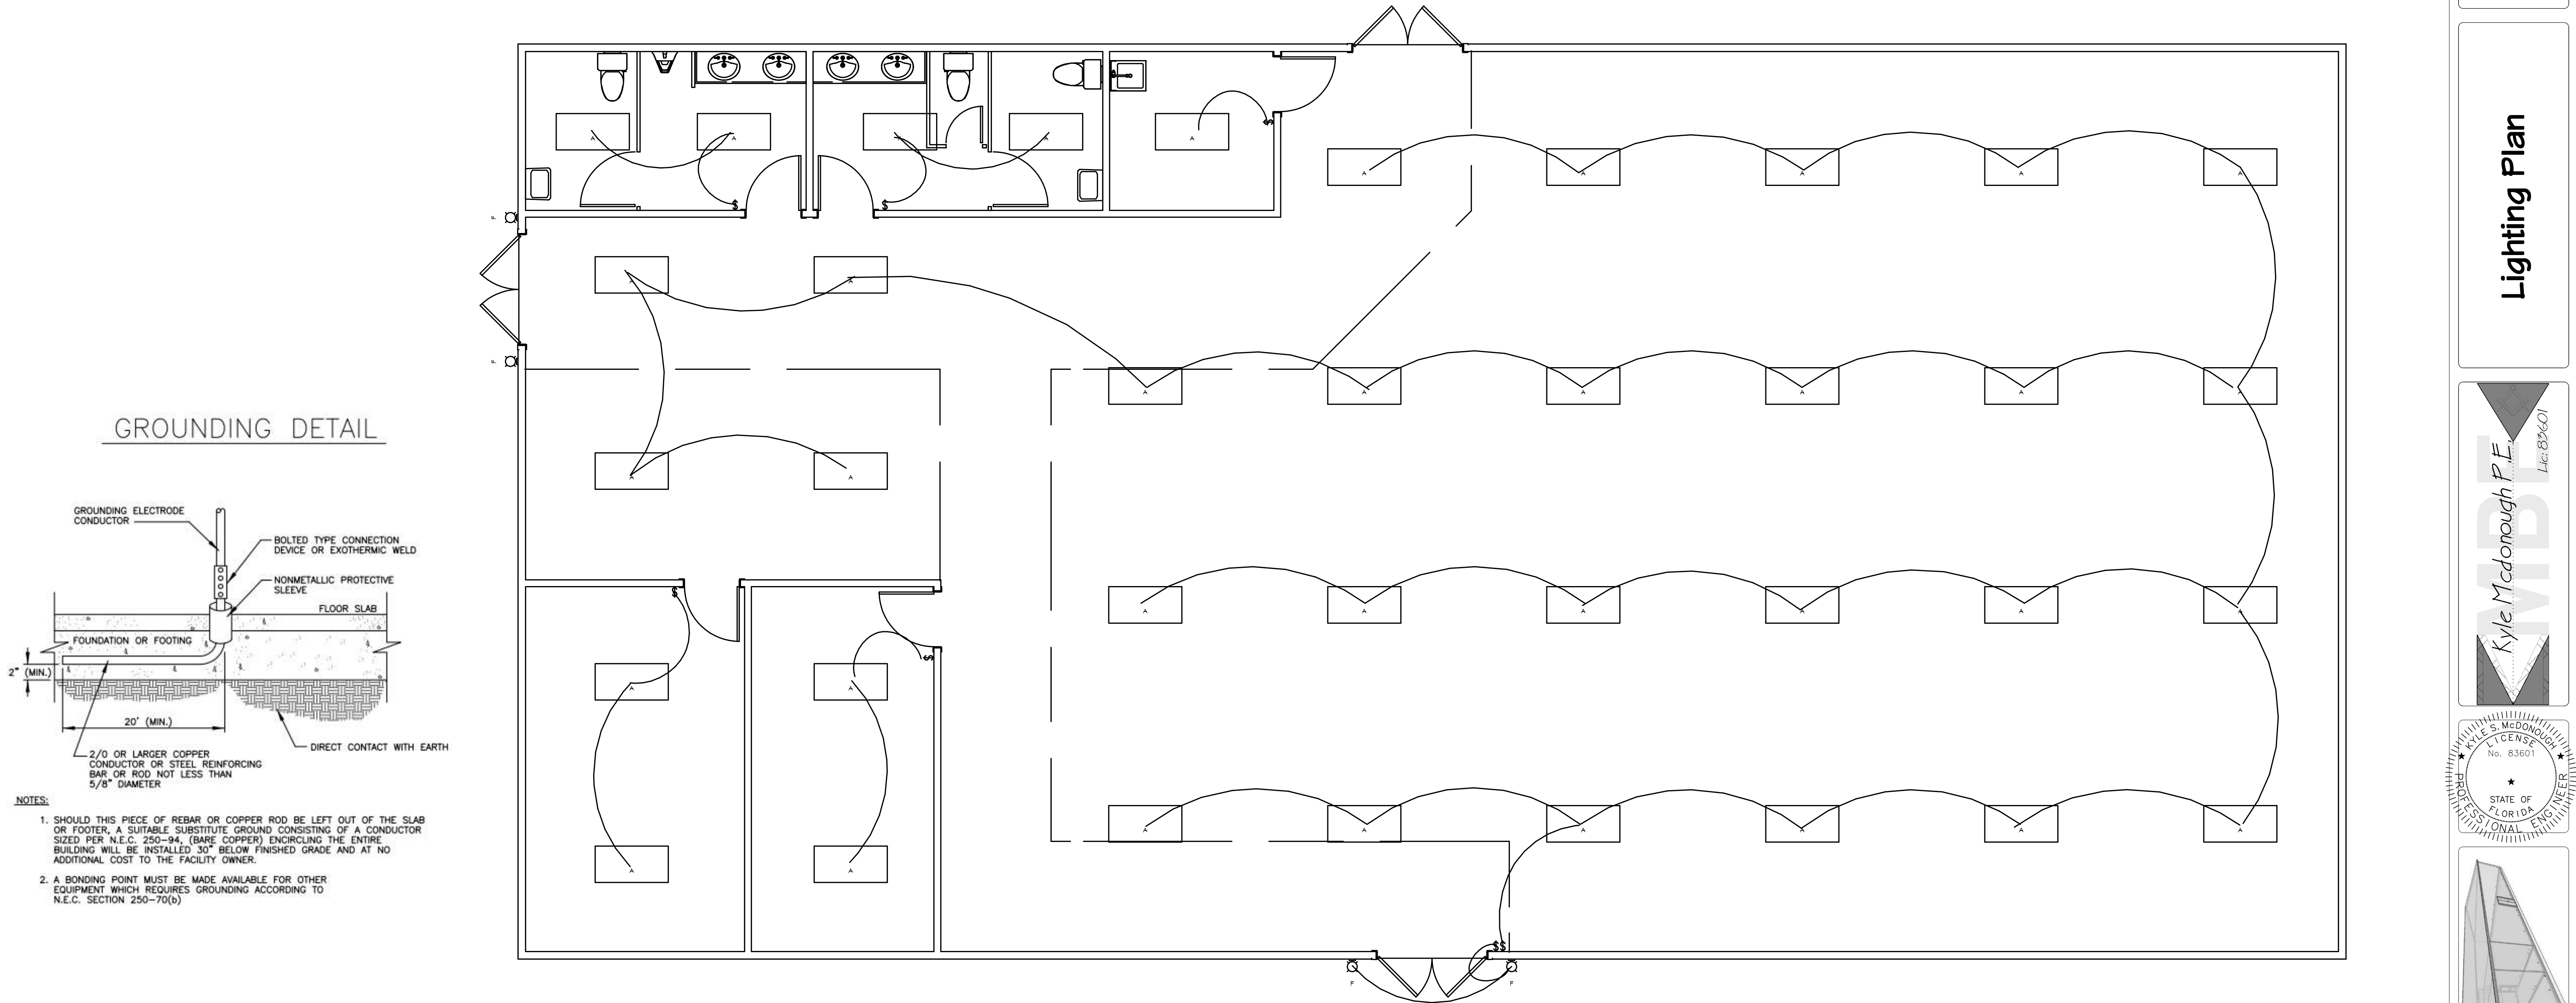 GROUNDING DETAIL
GROUNDING ELECTRODE
CONDUCTOR
BOLTED TYPE CONNECTION
DEVICE OR EXOTHERMIC WELD
NONMETALLIC PROTECTIVE
SLEEVE
FLOOR SLAB
FOUNDATION OR FOOTING
2" (MIN.)
20' (MIN.)
DIRECT CONTACT WITH EARTH
2/0 OR LARGER COPPER
CONDUCTOR OR STEEL REINFORCING
BAR OR ROD NOT LESS THAN
5/8" DIAMETER
NOTES:
1. SHOULD THIS PIECE OF REBAR OR COPPER ROD BE LEFT OUT OF THE SLAB
OR FOOTER, A SUITABLE SUBSTITUTE GROUND CONSISTING OF A CONDUCTOR
SIZED PER N.E.C. 250-94, (BARE COPPER) ENCIRCLING THE ENTIRE
BUILDING WILL BE INSTALLED 30" BELOW FINISHED GRADE AND AT NO
ADDITIONAL COST TO THE FACILITY OWNER.
2. A BONDING POINT MUST BE MADE AVAILABLE FOR OTHER
EQUIPMENT WHICH REQUIRES GROUNDING ACCORDING TO
N.E.C. SECTION 250-70(b)
A A A A A
$ $ $
F
F
A A A A A
A A
A A A A A A
A A
$ $
A A A A A A
A A
A A A A A A
A A
$$
F F
Lighting Plan
MBE
Kyle Mcdonough P.E.
Lic: 83601
KYLE S. McDONOUGH
LICENSE
No. 83601
STATE OF
FLORIDA
PROFESSIONAL ENGINEER